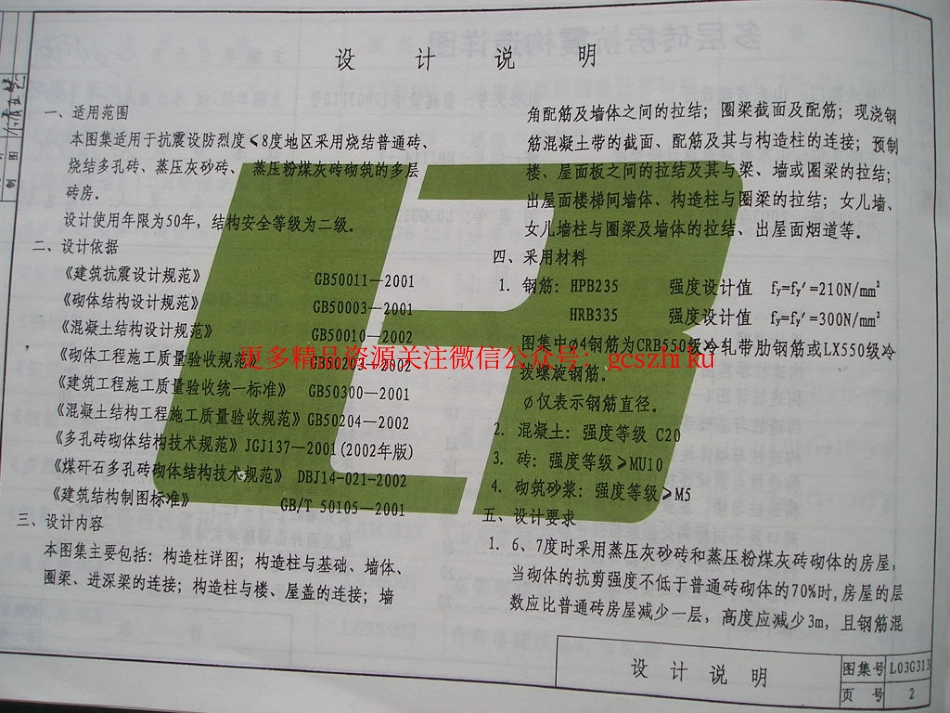 设 计 说 明
一、适用范围
本图集适用于抗震设防烈度≤8度地区采用烧结普通砖、
烧结多孔砖、蒸压灰砂砖、蒸压粉煤灰砖砌筑的多层
砖房.
设计使用年限为50年，结构安全等级为二级.
二、设计依据
《建筑抗震设计规范》 GB50011—2001
《砌体结构设计规范》 GB50003—2001
《混凝土结构设计规范》 GB50010—2002
《砌体工程施工质量验收规范》 GB50203—2002
《建筑工程施工质量验收统一标准》 GB50300—2001
《混凝土结构工程施工质量验收规范》GB50204—2002
《多孔砖砌体结构技术规范》JGJ137—2001(2002年版)
《煤矸石多孔砖砌体结构技术规范》 DBJ14-021-2002
《建筑结构制图标准》 GB/T 50105—2001
三、设计内容
本图集主要包括：构造柱详图；构造柱与基础、墙体、
圈梁、进深梁的连接；构造柱与楼、屋盖的连接；墙
角配筋及墙体之间的拉结；圈梁截面及配筋；现浇钢
筋混凝土带的截面、配筋及其与构造柱的连接；预制
楼、屋面板之间的拉结及其与梁、墙或圈梁的拉结；
出屋面楼梯间墙体、构造柱与圈梁的拉结；女儿墙、
女儿墙柱与圈梁及墙体的拉结、出屋面烟道等.
四、采用材料
1. 钢筋：HPB235 强度设计值 fy=fy′=210N/mm²
HRB335 强度设计值 fy=fy′=300N/mm²
图集中ø4钢筋为CRB550级冷轧带肋钢筋或LX550级冷
拔螺旋钢筋.
ø仅表示钢筋直径.
2. 混凝土：强度等级 C20
3. 砖：强度等级≥MU10
4. 砌筑砂浆：强度等级≥M5
五、设计要求
1. 6、7度时采用蒸压灰砂砖和蒸压粉煤灰砖砌体的房屋，
当砌体的抗剪强度不低于普通砖砌体的70%时,房屋的层
数应比普通砖房屋减少一层，高度应减少3m，且钢筋混
更多精品资源关注微信公众号：gcszhiku
设 计 说 明
图集号 L03G313
页 号 2
制 图
多层砖房抗震构造详图